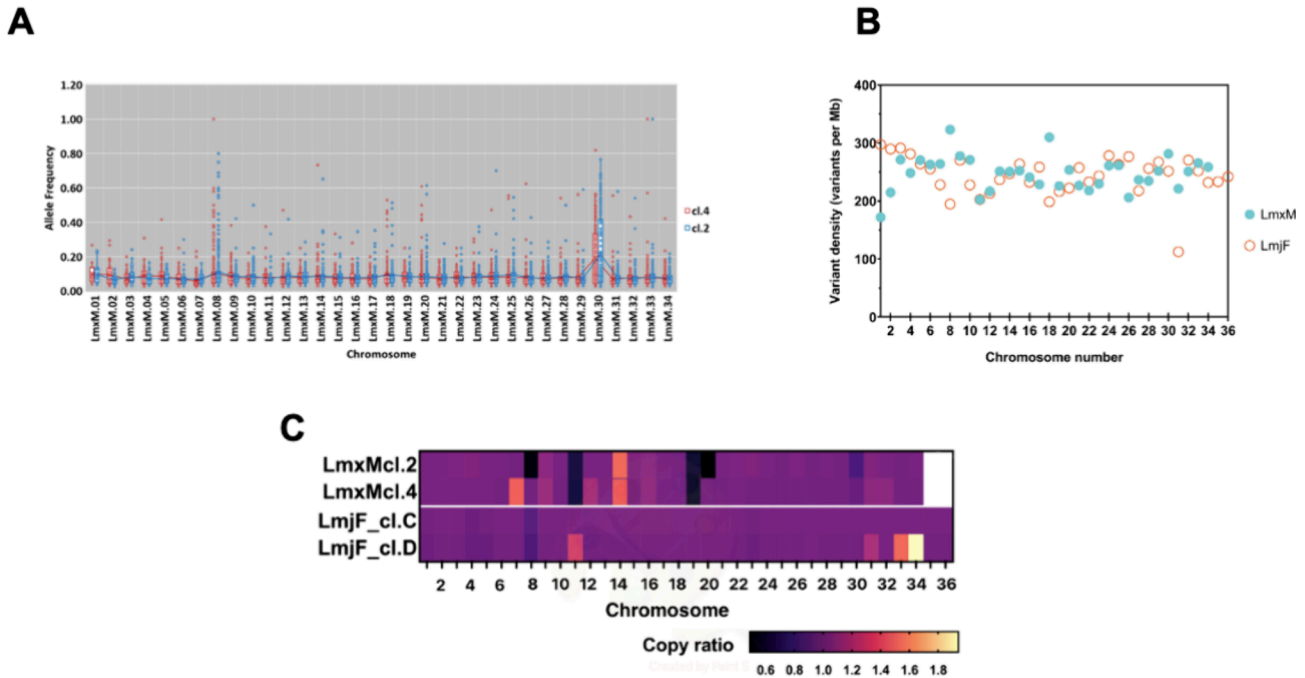 A
1.20
1.00
0.80
0.60
0.40
0.20
0.00
Allele Frequency
LmxM.01
LmxM.02
LmxM.03
LmxM.04
LmxM.05
LmxM.06
LmxM.07
LmxM.08
LmxM.09
LmxM.10
LmxM.11
LmxM.12
LmxM.13
LmxM.14
LmxM.15
LmxM.16
LmxM.17
LmxM.18
LmxM.19
LmxM.20
LmxM.21
LmxM.22
LmxM.23
LmxM.24
LmxM.25
LmxM.26
LmxM.27
LmxM.28
LmxM.29
LmxM.30
LmxM.31
LmxM.32
LmxM.33
LmxM.34
Chromosome
cl.4
cl.2
B
400
300
200
100
0
Variant density (variants per Mb)
2 4 6 8 10 12 14 16 18 20 22 24 26 28 30 32 34 36
Chromosome number
LmxM
LmjF
C
LmxMcl.2
LmxMcl.4
LmjF_cl.C
LmjF_cl.D
2 4 6 8 10 12 14 16 18 20 22 24 26 28 30 32 34 36
Chromosome
Copy ratio
0.6 0.8 1.0 1.2 1.4 1.6 1.8